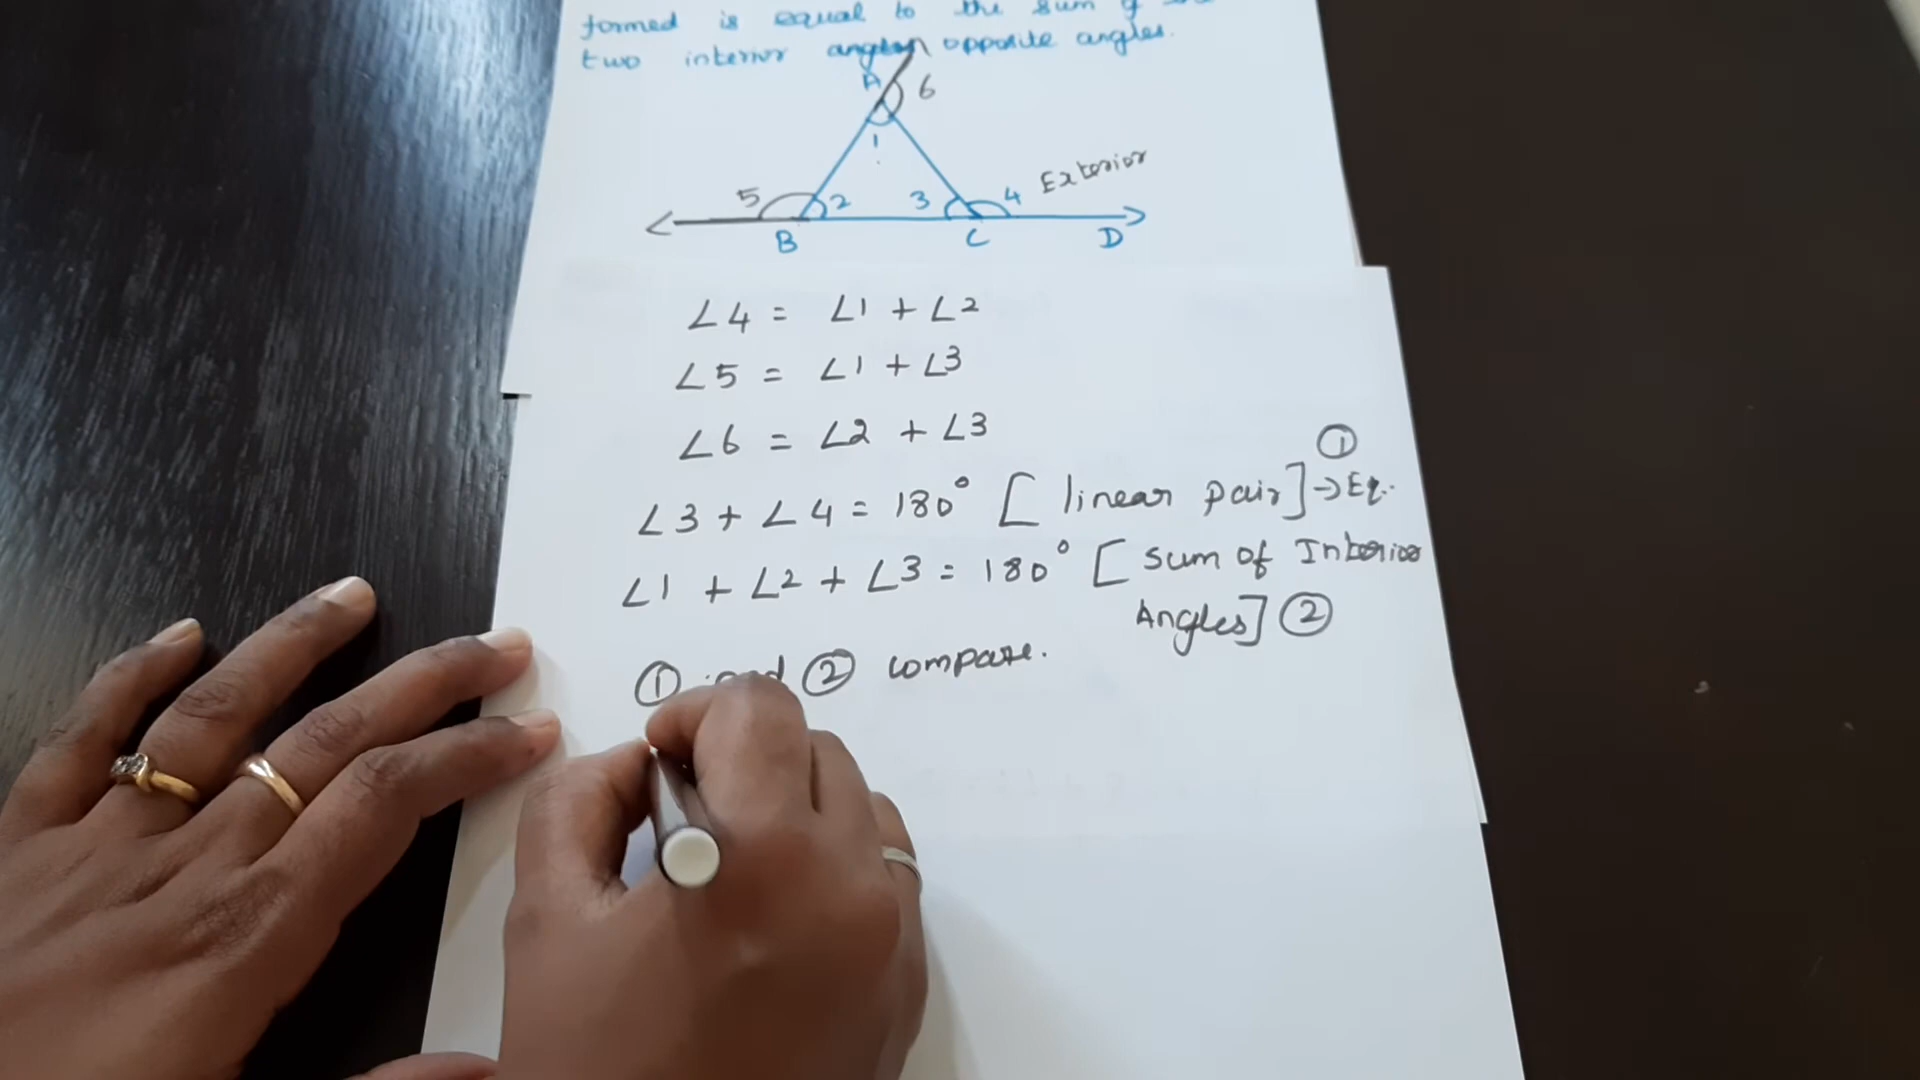 formed is equal to the sum
two interior angles opposite angles.
A
6
1
5
2
3
4
Exterior
B
C
D
∠4 = ∠1 + ∠2
∠5 = ∠1 + ∠3
∠6 = ∠2 + ∠3
①
∠3 + ∠4 = 180° [ linear pair] → Eq.
∠1 + ∠2 + ∠3 = 180° [ Sum of Interior
Angles] ②
① and ② compare.